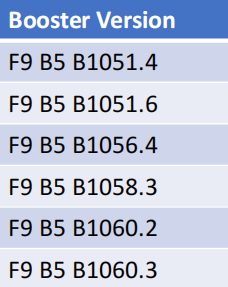 Booster Version
F9 B5 B1051.4
F9 B5 B1051.6
F9 B5 B1056.4
F9 B5 B1058.3
F9 B5 B1060.2
F9 B5 B1060.3